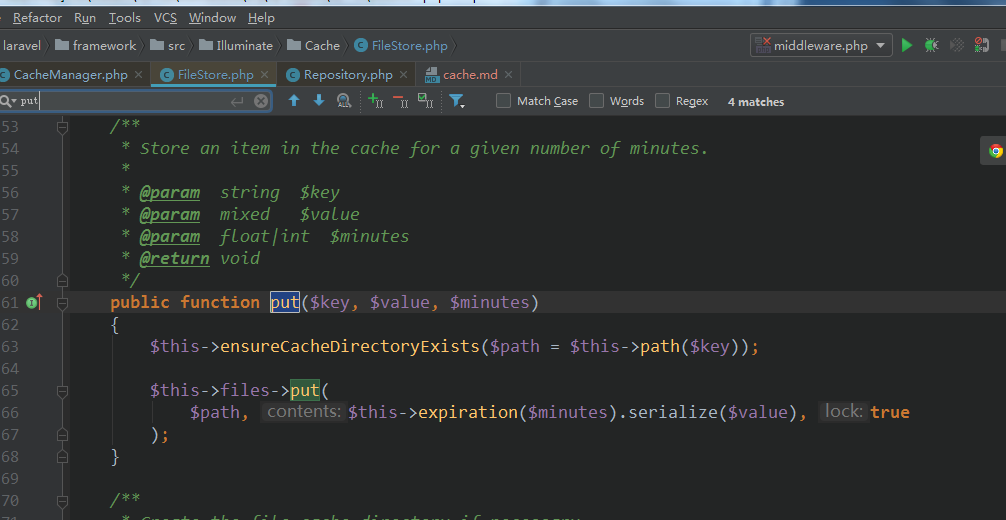 Refactor Run Tools VCS Window Help
laravel framework src Illuminate Cache FileStore.php middleware.php
CacheManager.php FileStore.php Repository.php cache.md
put Match Case Words Regex 4 matches
53 /**
54 * Store an item in the cache for a given number of minutes.
55 *
56 * @param string $key
57 * @param mixed $value
58 * @param float|int $minutes
59 * @return void
60 */
61 public function put($key, $value, $minutes)
62 {
63 $this->ensureCacheDirectoryExists($path = $this->path($key));
64
65 $this->files->put(
66 $path, contents: $this->expiration($minutes).serialize($value), lock: true
67 );
68 }
69
70 /**